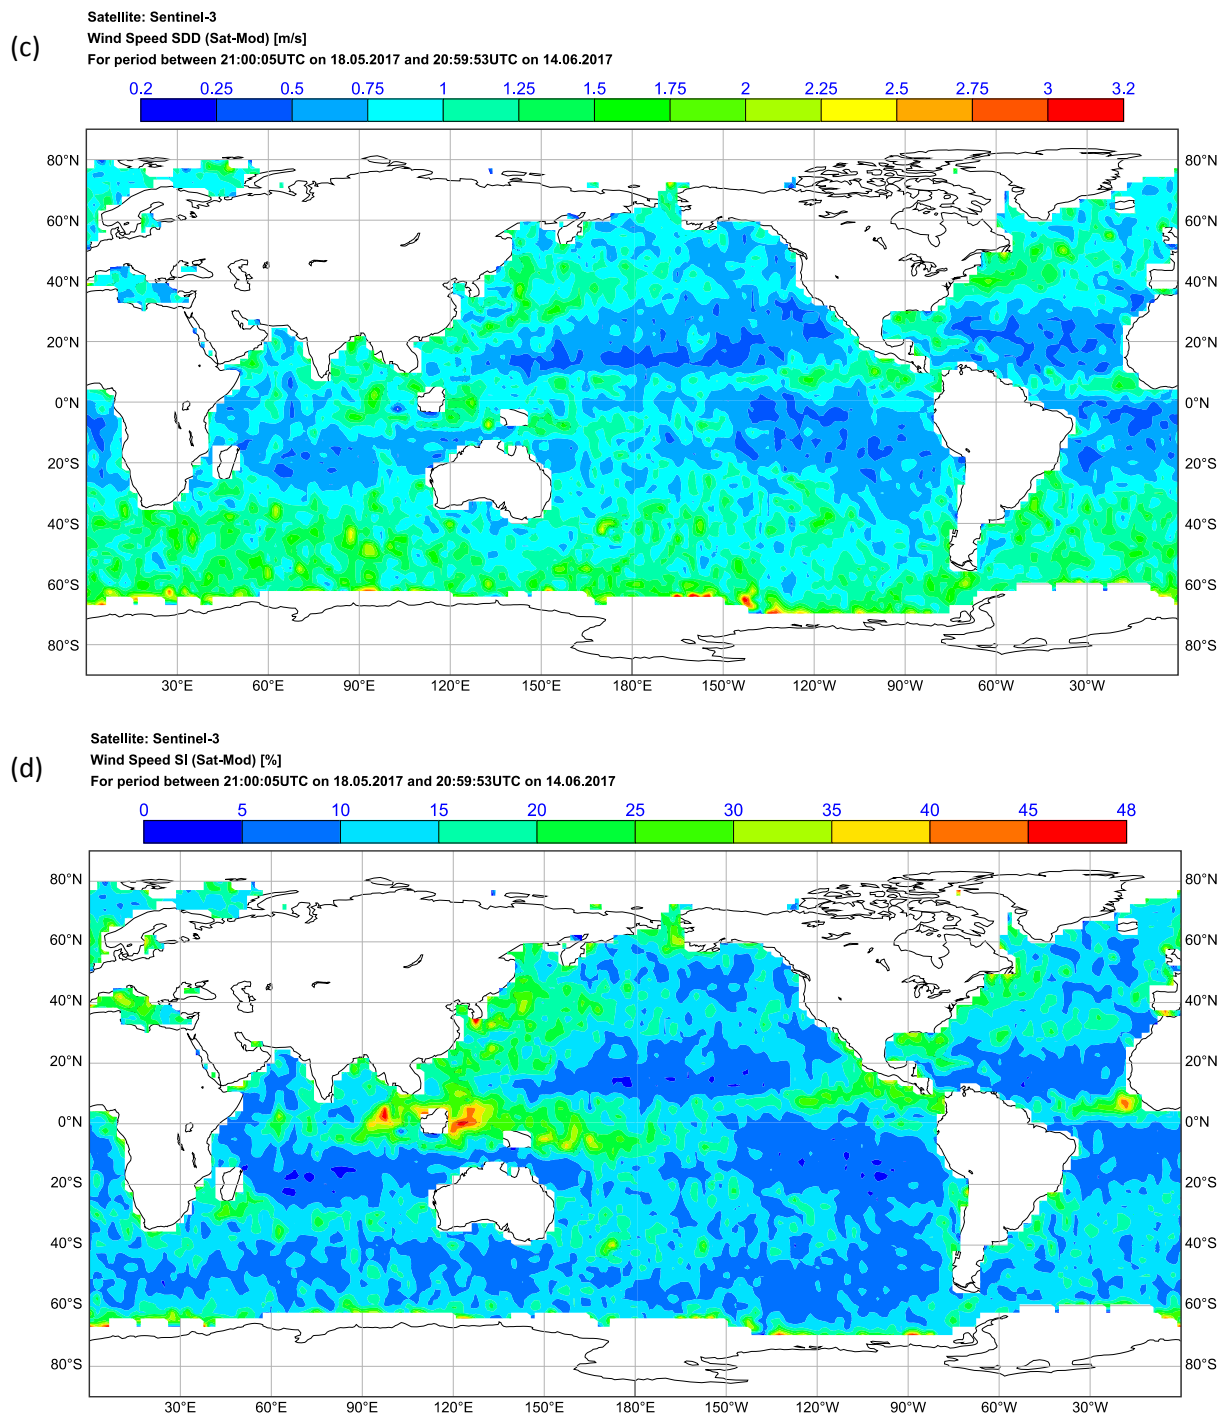 (c)
Satellite: Sentinel-3
Wind Speed SDD (Sat-Mod) [m/s]
For period between 21:00:05UTC on 18.05.2017 and 20:59:53UTC on 14.06.2017
0.2 0.25 0.5 0.75 1 1.25 1.5 1.75 2 2.25 2.5 2.75 3 3.2
80°N 80°N
60°N 60°N
40°N 40°N
20°N 20°N
0°N 0°N
20°S 20°S
40°S 40°S
60°S 60°S
80°S 80°S
30°E 60°E 90°E 120°E 150°E 180°E 150°W 120°W 90°W 60°W 30°W
(d)
Satellite: Sentinel-3
Wind Speed SI (Sat-Mod) [%]
For period between 21:00:05UTC on 18.05.2017 and 20:59:53UTC on 14.06.2017
0 5 10 15 20 25 30 35 40 45 48
80°N 80°N
60°N 60°N
40°N 40°N
20°N 20°N
0°N 0°N
20°S 20°S
40°S 40°S
60°S 60°S
80°S 80°S
30°E 60°E 90°E 120°E 150°E 180°E 150°W 120°W 90°W 60°W 30°W